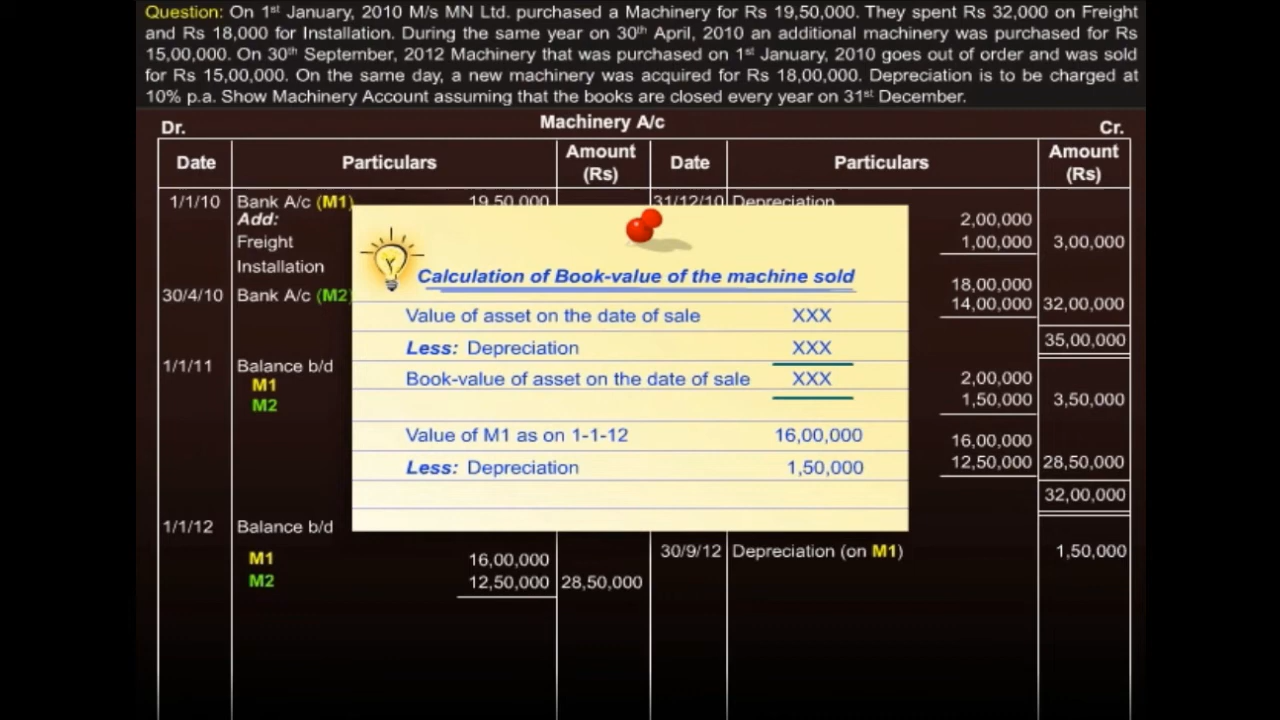 Question: On 1st January, 2010 M/s MN Ltd. purchased a Machinery for Rs 19,50,000. They spent Rs 32,000 on Freight
and Rs 18,000 for Installation. During the same year on 30th April, 2010 an additional machinery was purchased for Rs
15,00,000. On 30th September, 2012 Machinery that was purchased on 1st January, 2010 goes out of order and was sold
for Rs 15,00,000. On the same day, a new machinery was acquired for Rs 18,00,000. Depreciation is to be charged at
10% p.a. Show Machinery Account assuming that the books are closed every year on 31st December.
Dr. Machinery A/c Cr.
Date Particulars Amount (Rs) Date Particulars Amount (Rs)
1/1/10 Bank A/c (M1) 19,50,000 31/12/10 Depreciation
Add: 2,00,000
Freight 1,00,000 3,00,000
Installation
18,00,000
30/4/10 Bank A/c (M2) 14,00,000 32,00,000
35,00,000
1/1/11 Balance b/d
M1 2,00,000
M2 1,50,000 3,50,000
16,00,000
12,50,000 28,50,000
32,00,000
Calculation of Book-value of the machine sold
Value of asset on the date of sale XXX
Less: Depreciation XXX
Book-value of asset on the date of sale XXX
Value of M1 as on 1-1-12 16,00,000
Less: Depreciation 1,50,000
1/1/12 Balance b/d
30/9/12 Depreciation (on M1) 1,50,000
M1 16,00,000
M2 12,50,000 28,50,000